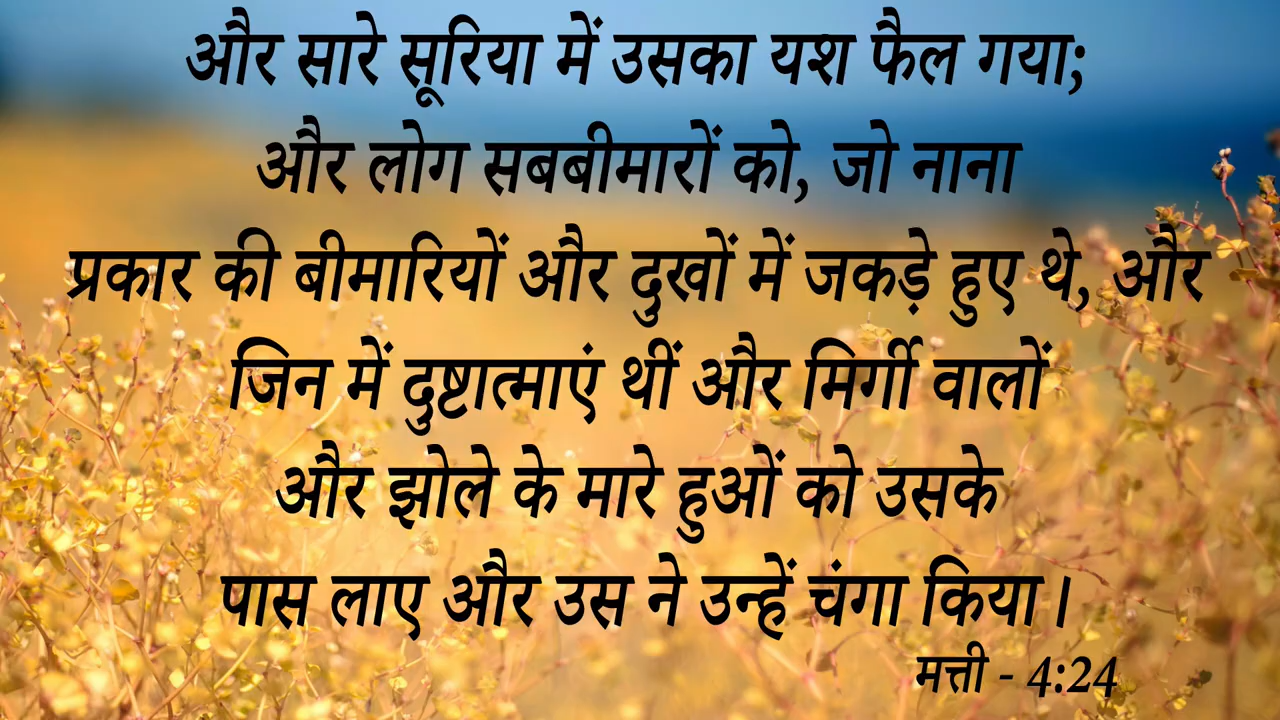 और सारे सूरिया में उसका यश फैल गया;
और लोग सबबीमारों को, जो नाना
प्रकार की बीमारियों और दुखों में जकड़े हुए थे, और
जिन में दुष्टात्माएं थीं और मिर्गी वालों
और झोले के मारे हुओं को उसके
पास लाए और उस ने उन्हें चंगा किया।
मत्ती - 4:24